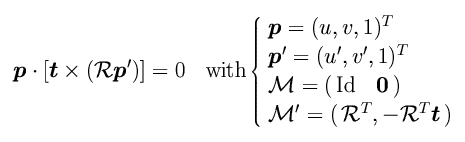 p · [t × (ℛp′)] = 0 with { p = (u, v, 1)^T
p′ = (u′, v′, 1)^T
ℳ = ( Id 0 )
ℳ′ = ( ℛ^T, −ℛ^T t )